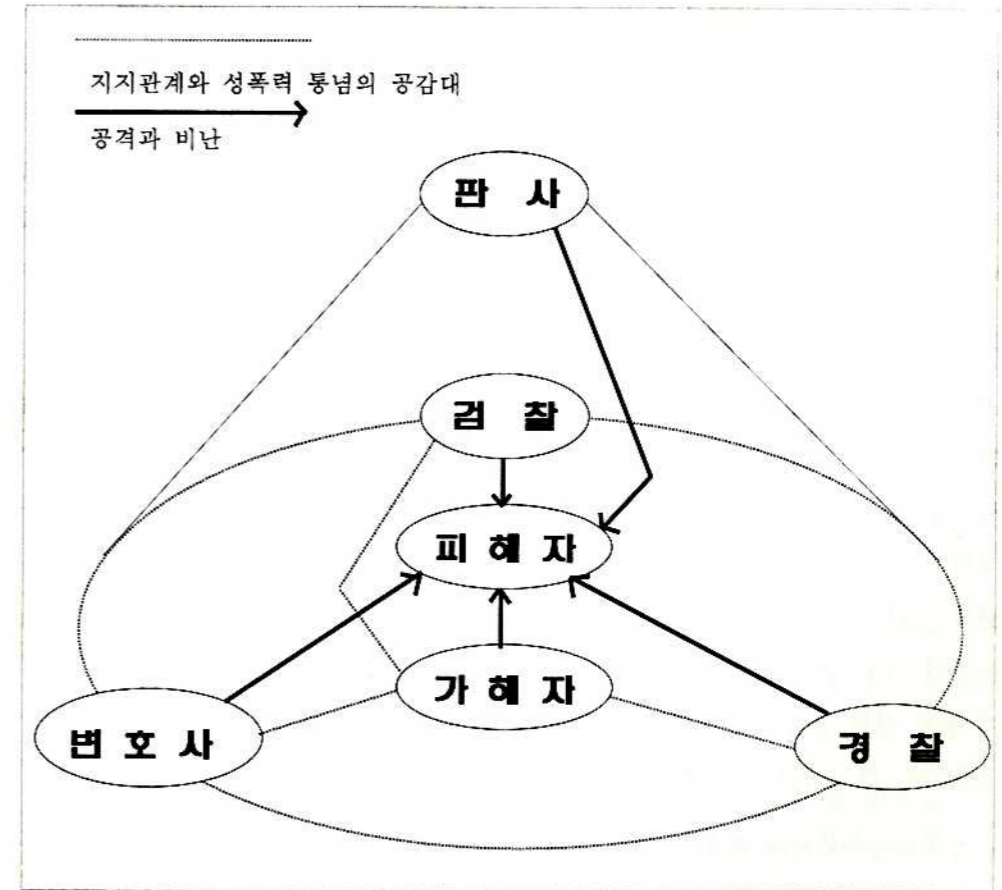 지지관계와 성폭력 통념의 공감대
공격과 비난
판 사
검 찰
피 해 자
가 해 자
변 호 사
경 찰